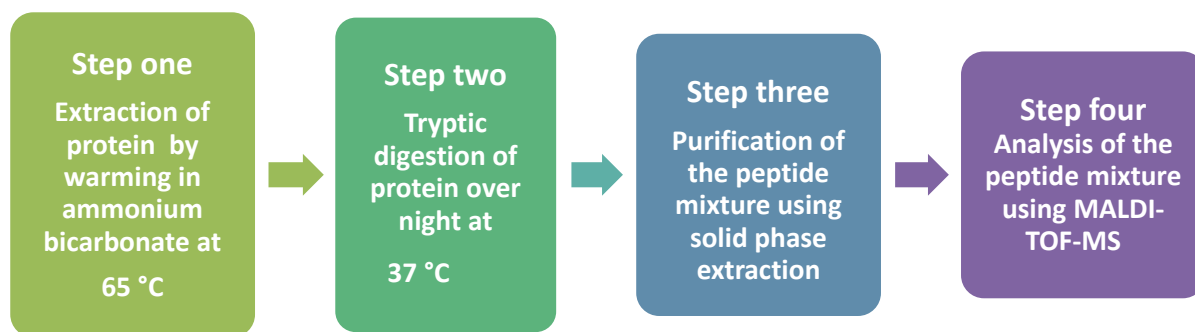 Step one
Extraction of
protein by
warming in
ammonium
bicarbonate at
65 °C
Step two
Tryptic
digestion of
protein over
night at
37 °C
Step three
Purification of
the peptide
mixture using
solid phase
extraction
Step four
Analysis of the
peptide mixture
using MALDI-
TOF-MS